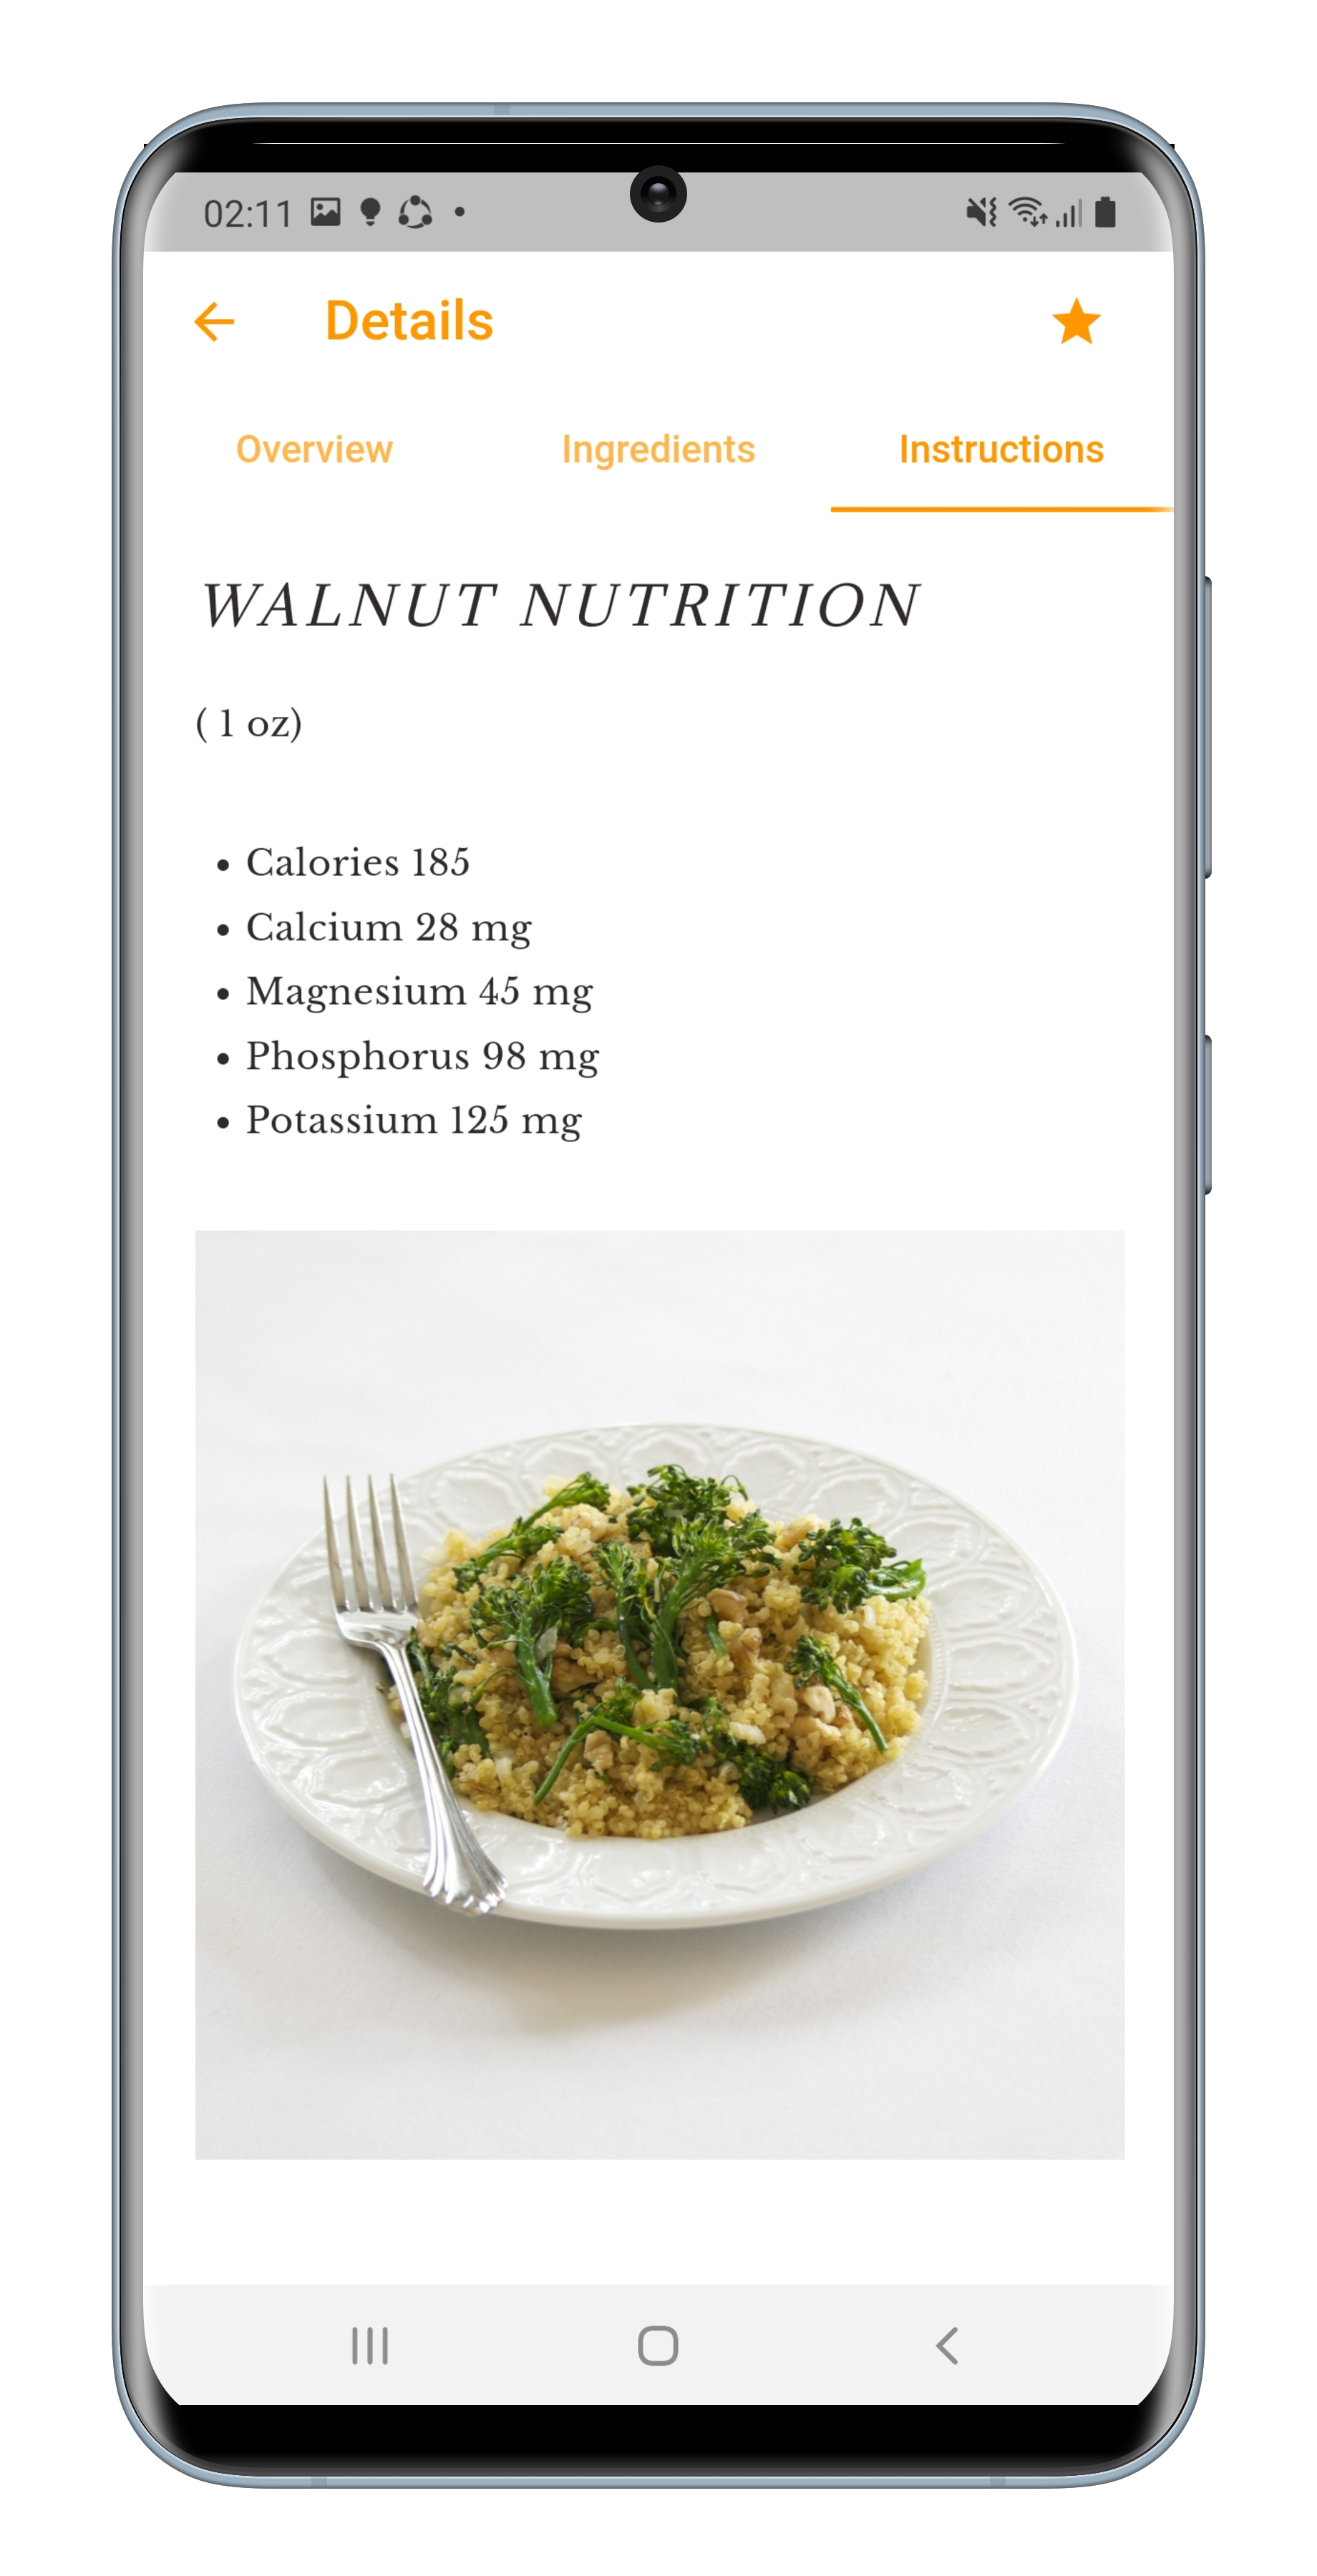 02:11
Details
Overview Ingredients Instructions
WALNUT NUTRITION
( 1 oz)
• Calories 185
• Calcium 28 mg
• Magnesium 45 mg
• Phosphorus 98 mg
• Potassium 125 mg